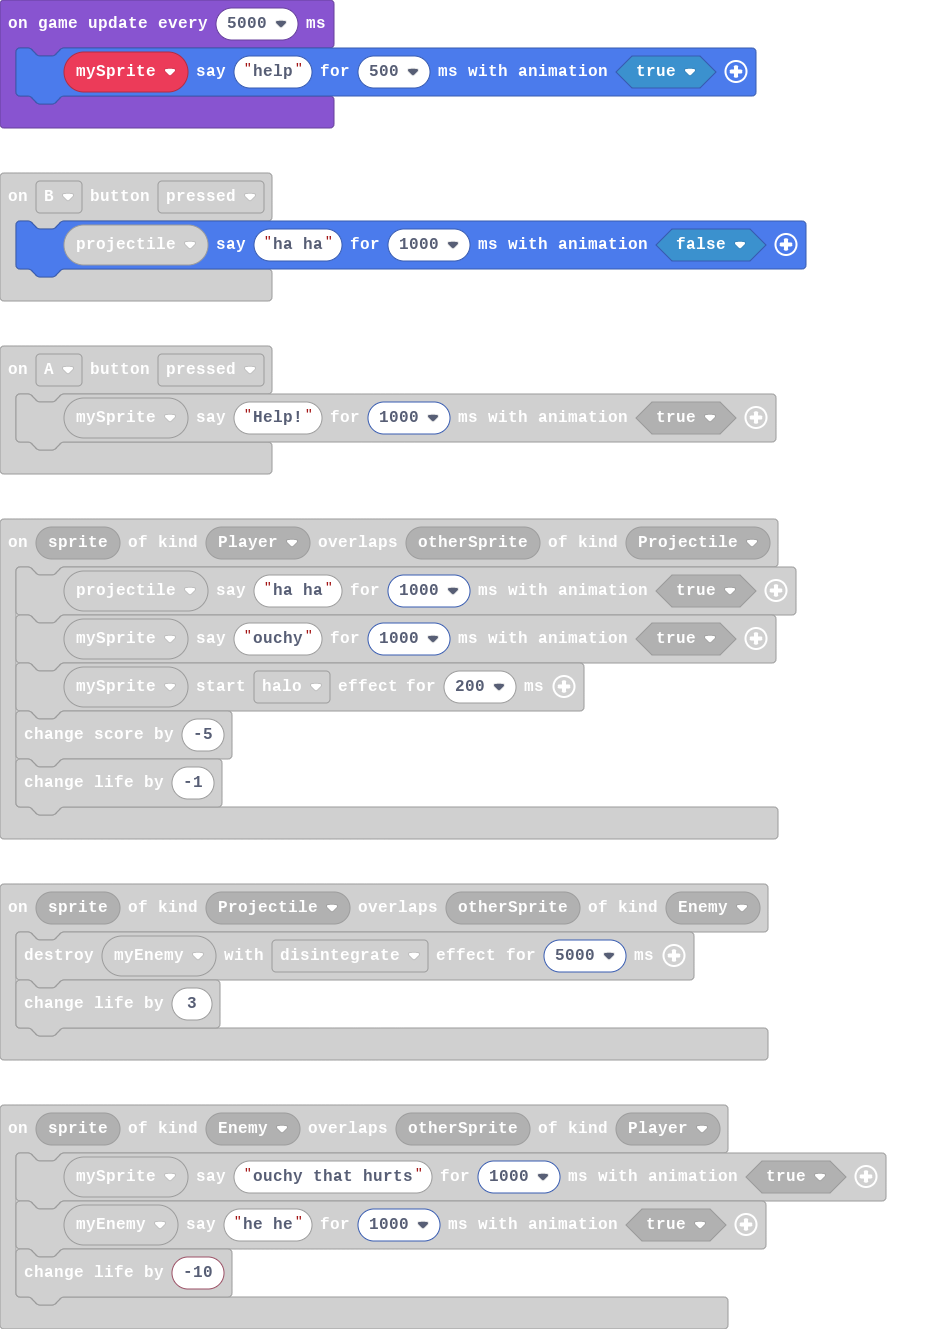 on game update every 5000 ms
mySprite say "help" for 500 ms with animation true
on B button pressed
projectile say "ha ha" for 1000 ms with animation false
on A button pressed
mySprite say "Help!" for 1000 ms with animation true
on sprite of kind Player overlaps otherSprite of kind Projectile
projectile say "ha ha" for 1000 ms with animation true
mySprite say "ouchy" for 1000 ms with animation true
mySprite start halo effect for 200 ms
change score by -5
change life by -1
on sprite of kind Projectile overlaps otherSprite of kind Enemy
destroy myEnemy with disintegrate effect for 5000 ms
change life by 3
on sprite of kind Enemy overlaps otherSprite of kind Player
mySprite say "ouchy that hurts" for 1000 ms with animation true
myEnemy say "he he" for 1000 ms with animation true
change life by -10